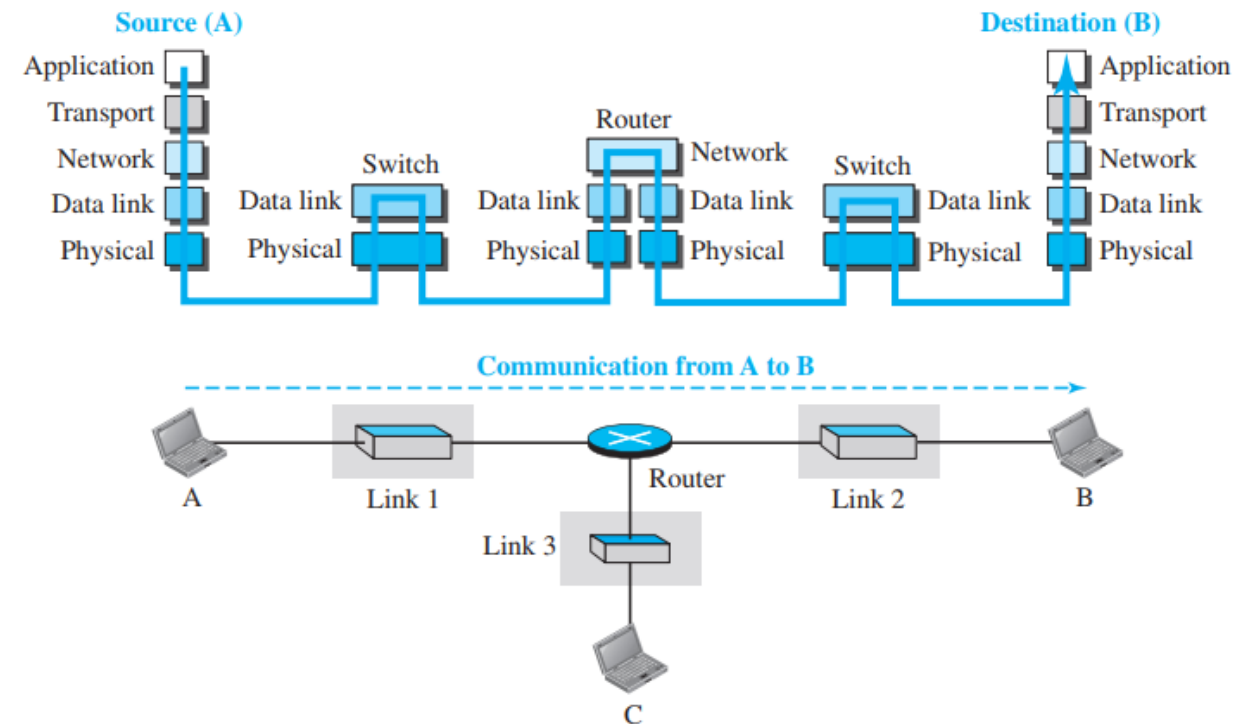 Source (A)
Destination (B)
Application
Application
Transport
Transport
Router
Network
Network
Network
Switch
Switch
Data link
Data link
Data link
Data link
Data link
Data link
Physical
Physical
Physical
Physical
Physical
Physical
Communication from A to B
A
Link 1
Router
Link 2
B
Link 3
C